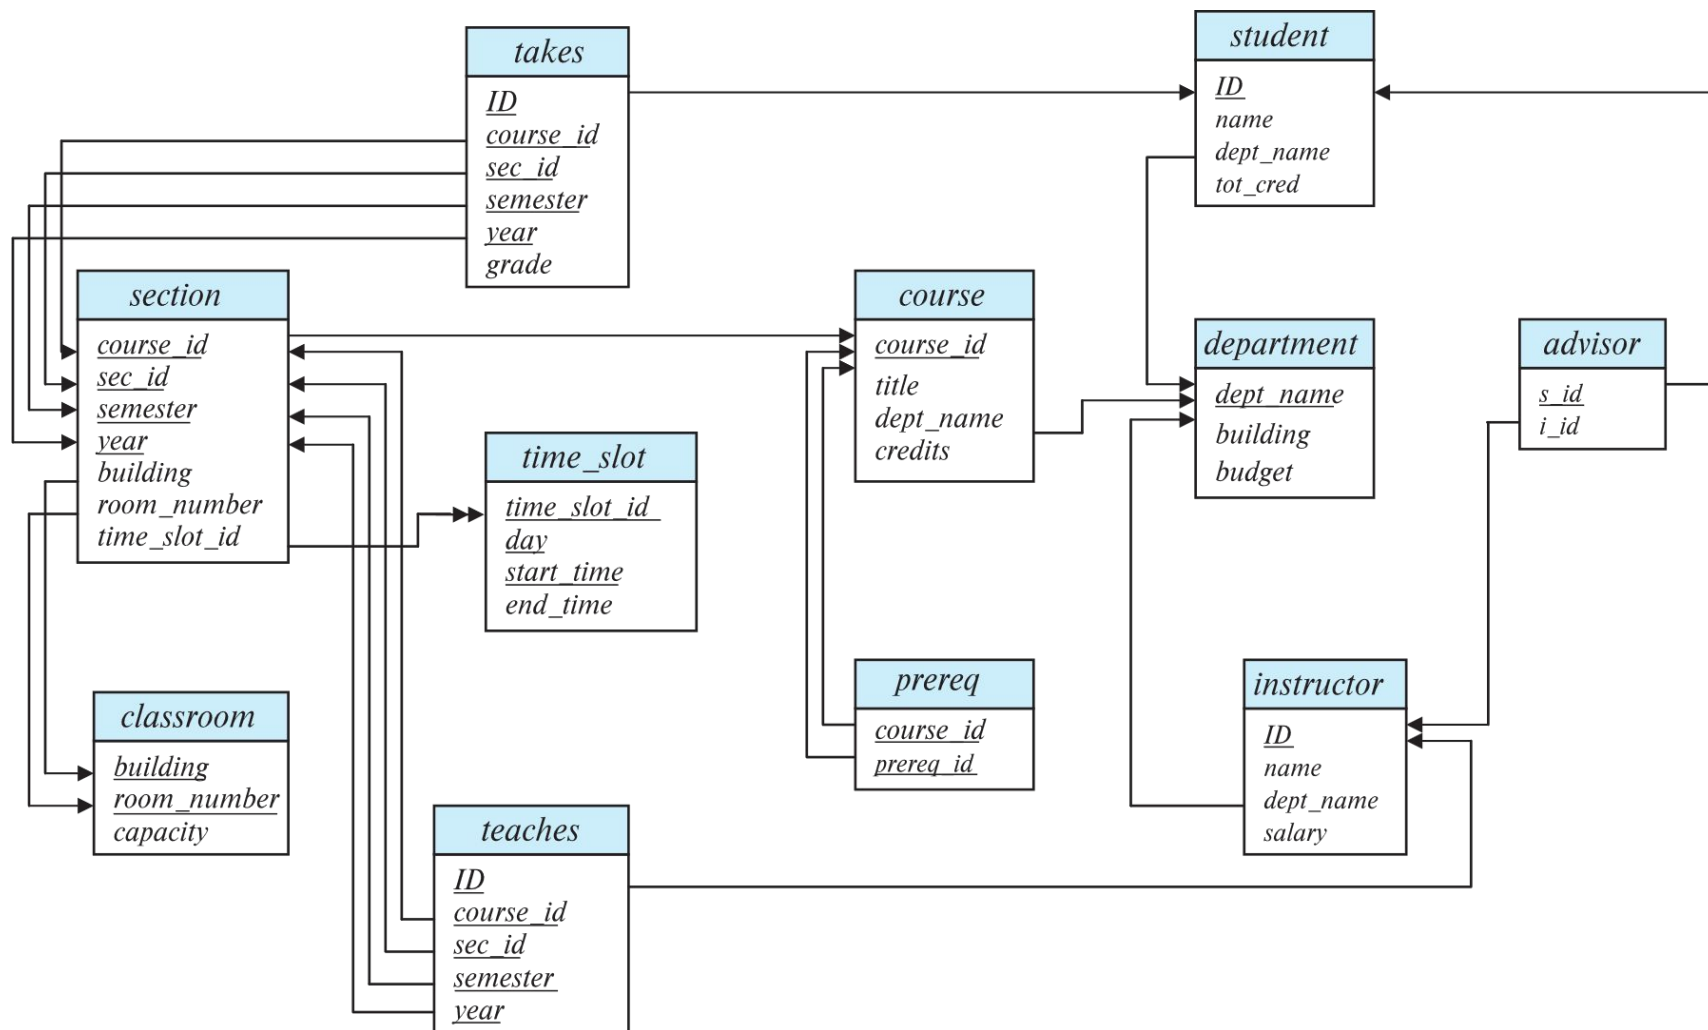 takes
ID
course_id
sec_id
semester
year
grade
student
ID
name
dept_name
tot_cred
section
course_id
sec_id
semester
year
building
room_number
time_slot_id
course
course_id
title
dept_name
credits
department
dept_name
building
budget
advisor
s_id
i_id
time_slot
time_slot_id
day
start_time
end_time
prereq
course_id
prereq_id
instructor
ID
name
dept_name
salary
classroom
building
room_number
capacity
teaches
ID
course_id
sec_id
semester
year